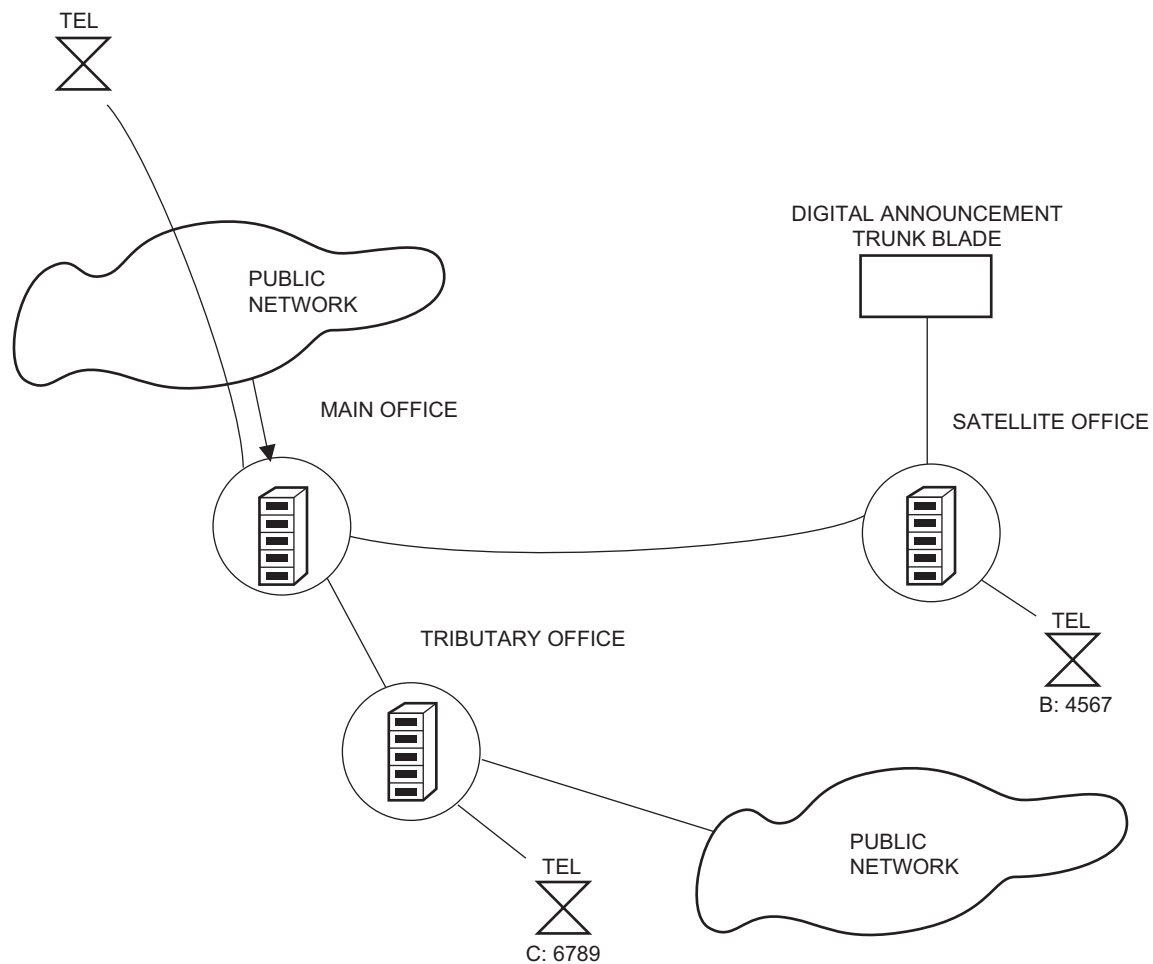 TEL
DIGITAL ANNOUNCEMENT
TRUNK BLADE
PUBLIC
NETWORK
MAIN OFFICE
SATELLITE OFFICE
TRIBUTARY OFFICE
TEL
B: 4567
PUBLIC
NETWORK
TEL
C: 6789